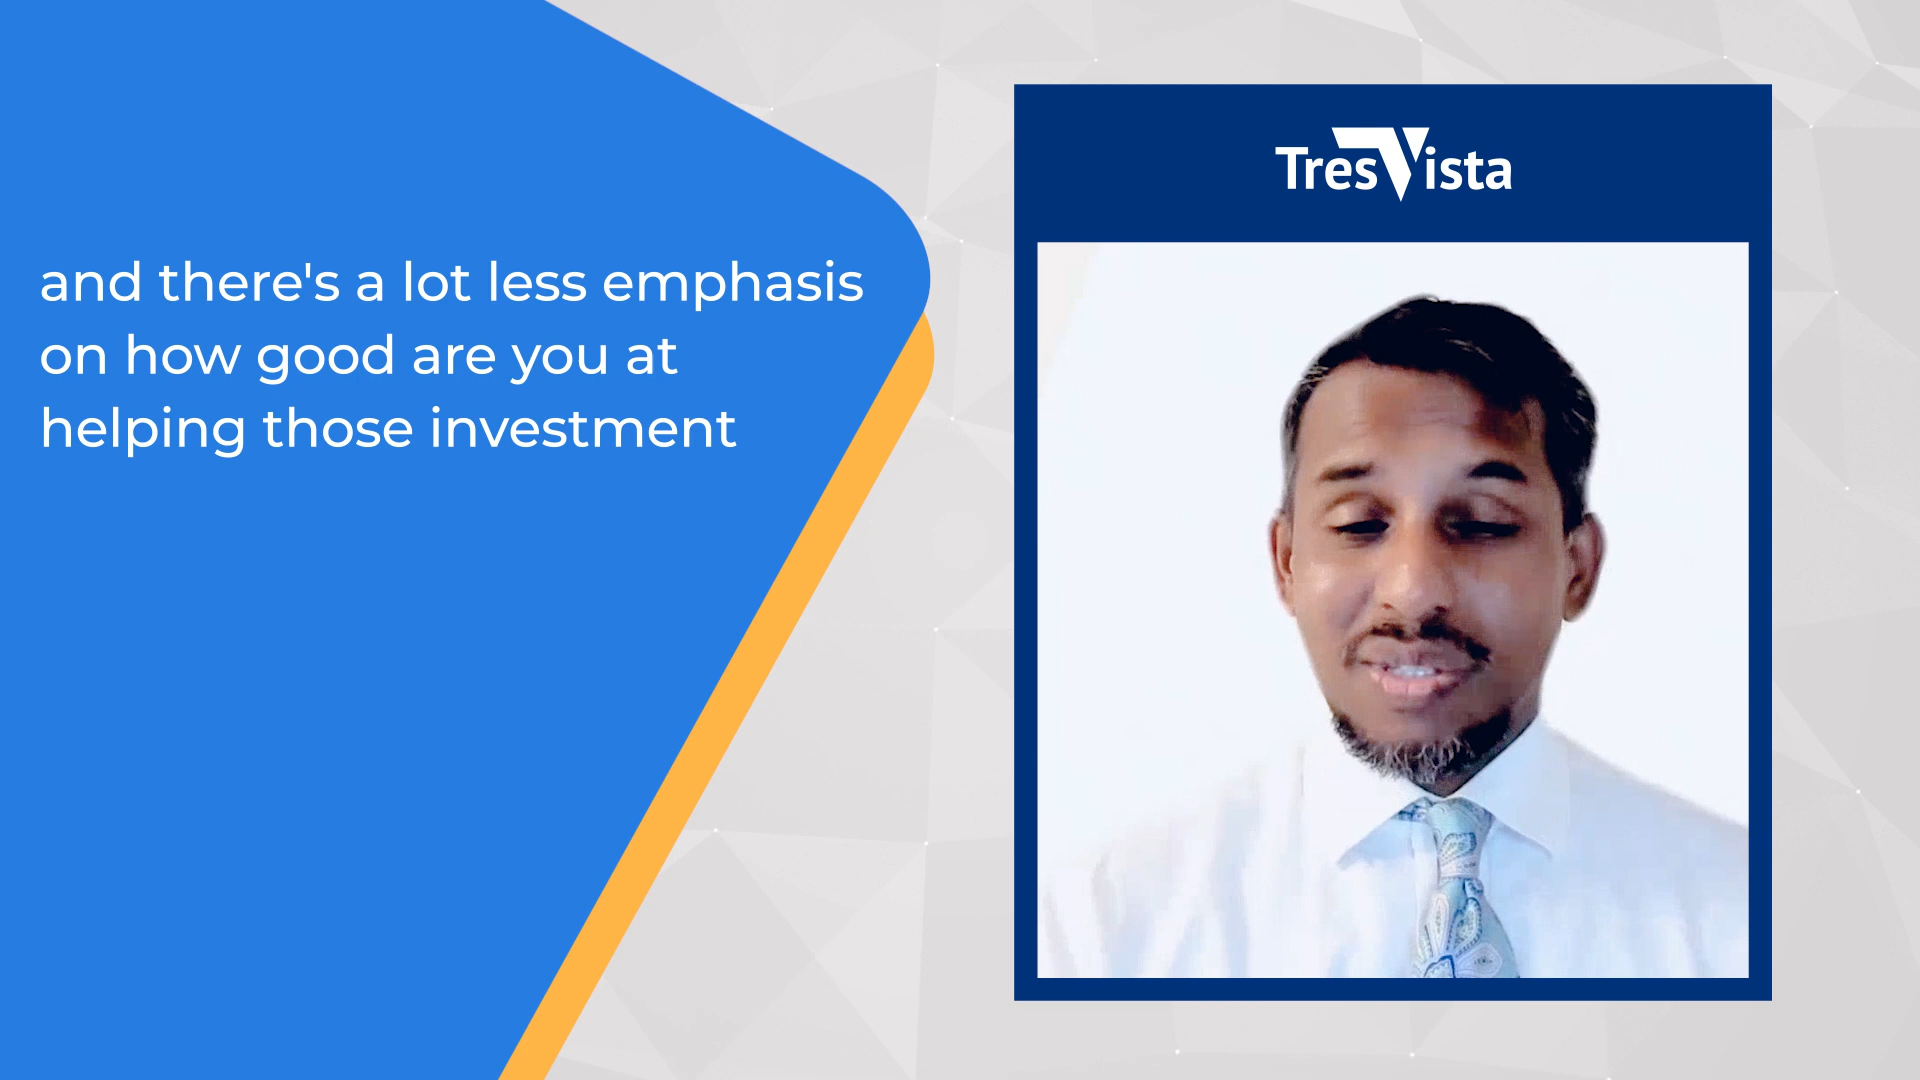 and there's a lot less emphasis
on how good are you at
helping those investment
TresVista